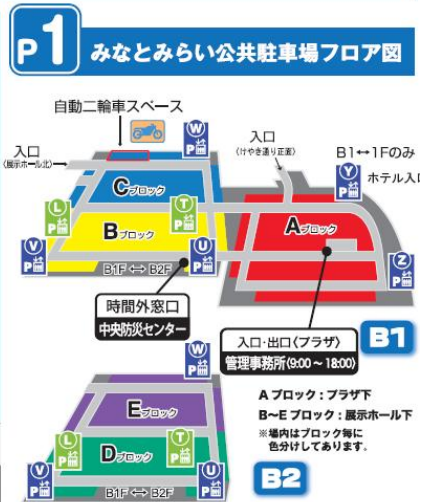 P1 みなとみらい公共駐車場フロア図
自動二輪車スペース
入口
(展示ホール北)
入口
(けやき通り正面)
B1↔1Fのみ
ホテル入
W
P
Y
P
Cブロック
L
P
T
P
Aブロック
Bブロック
V
P
U
P
Z
P
B1F ⇔ B2F
時間外窓口
中央防災センター
入口・出口〈プラザ〉
管理事務所(9:00～18:00)
B1
W
P
Eブロック
A ブロック：プラザ下
B～E ブロック：展示ホール下
※場内はブロック毎に
色分けしてあります。
L
P
T
P
Dブロック
V
P
U
P
B1F ⇔ B2F
B2